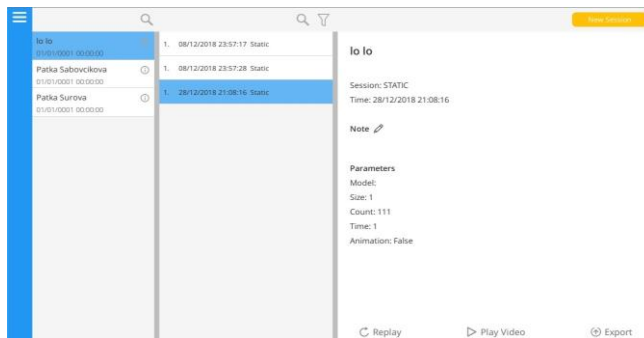 New Session
lo lo
01/01/0001 00:00:00
Patka Sabovcikova
01/01/0001 00:00:00
Patka Surova
01/01/0001 00:00:00
1. 08/12/2018 23:57:17 Static
1. 08/12/2018 23:57:28 Static
1. 28/12/2018 21:08:16 Static
lo lo
Session: STATIC
Time: 28/12/2018 21:08:16
Note
Parameters
Model:
Size: 1
Count: 111
Time: 1
Animation: False
Replay
Play Video
Export